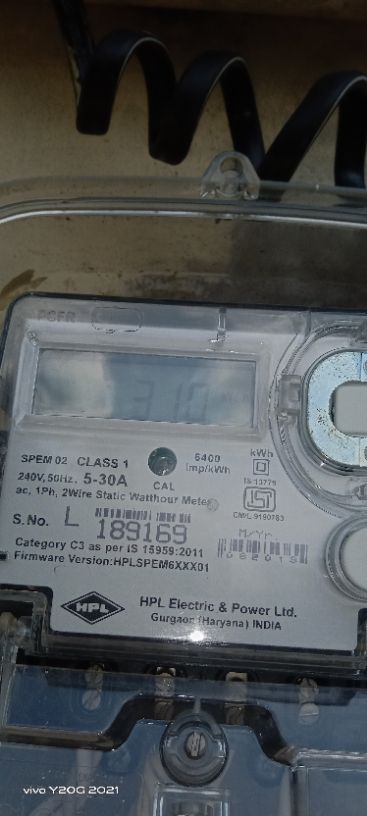 310
SPEM 02 CLASS 1
6400
imp/kWh
kWh
240V,50Hz, 5-30A
CAL
IS 13779
ac, 1Ph, 2Wire Static Watthour Meter
S.No. L 189169
M/Yr.
Category C3 as per IS 15959:2011
Firmware Version:HPLSPEM6XXX01
HPL
HPL Electric & Power Ltd.
Gurgaon (Haryana) INDIA
vivo Y20G 2021